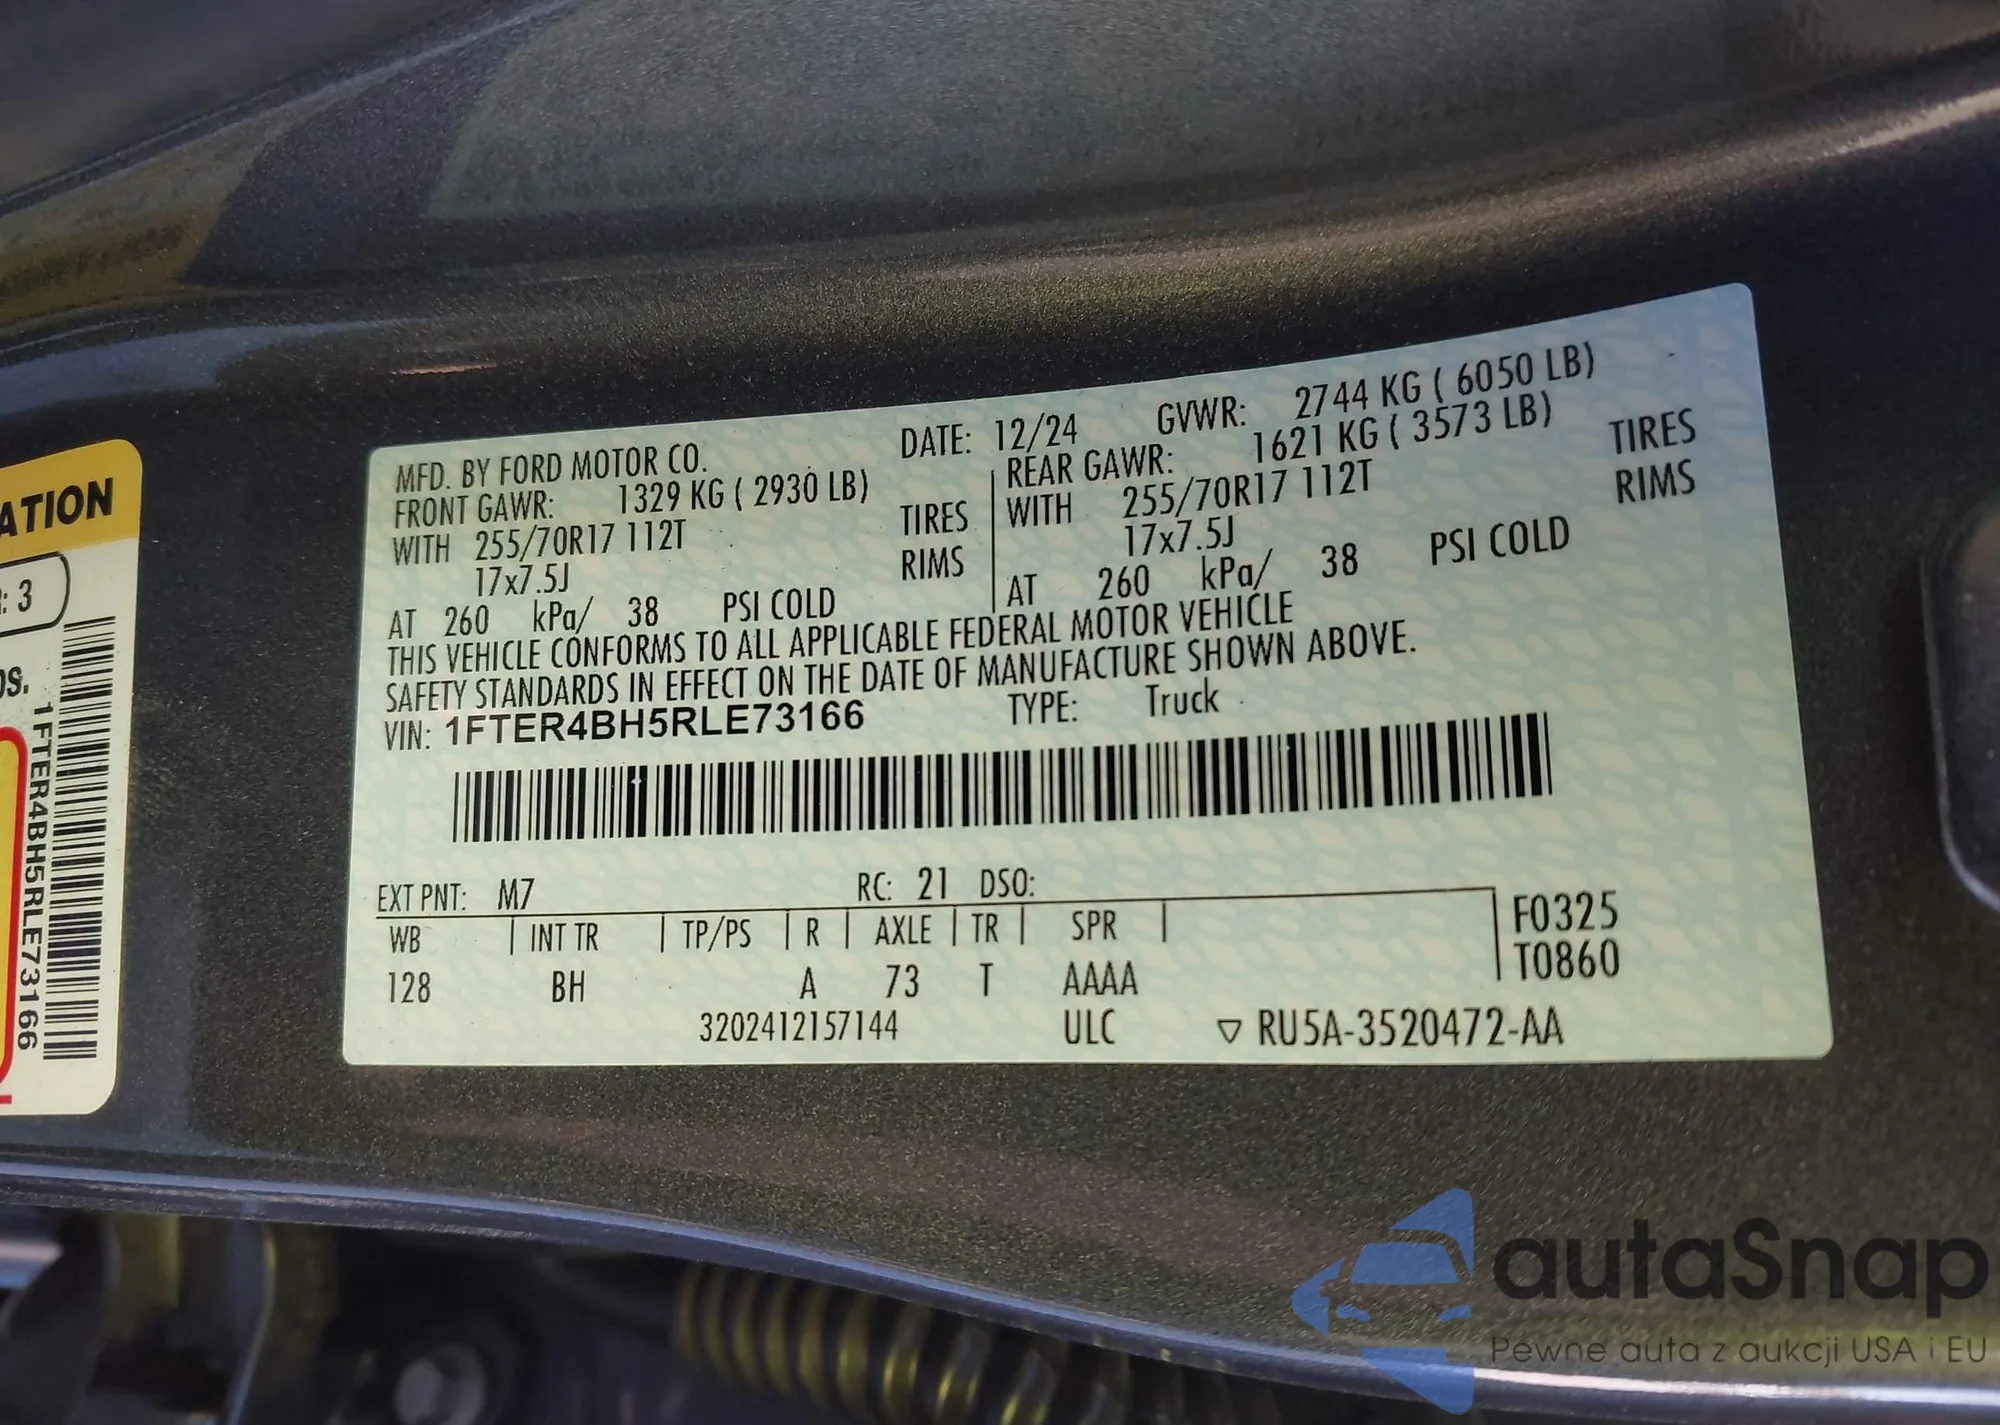 ATION
: 3
OS.
1FTER4BH5RLE73166
MFD. BY FORD MOTOR CO. DATE: 12/24 GVWR: 2744 KG ( 6050 LB)
FRONT GAWR: 1329 KG ( 2930 LB) REAR GAWR: 1621 KG ( 3573 LB)
WITH 255/70R17 112T TIRES WITH 255/70R17 112T TIRES
17x7.5J RIMS 17x7.5J RIMS
AT 260 kPa/ 38 PSI COLD AT 260 kPa/ 38 PSI COLD
THIS VEHICLE CONFORMS TO ALL APPLICABLE FEDERAL MOTOR VEHICLE
SAFETY STANDARDS IN EFFECT ON THE DATE OF MANUFACTURE SHOWN ABOVE.
VIN: 1FTER4BH5RLE73166 TYPE: Truck
EXT PNT: M7 RC: 21 DSO:
WB INT TR TP/PS R AXLE TR SPR F0325
128 BH A 73 T AAAA T0860
3202412157144 ULC ▽ RU5A-3520472-AA
autaSnap
Pewne auta z aukcji USA i EU